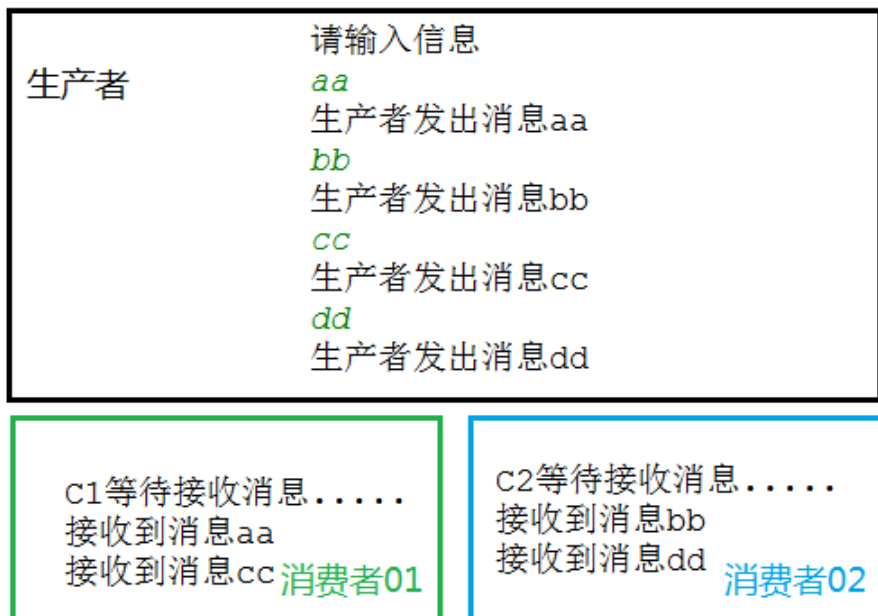 请输入信息
生产者
aa
生产者发出消息aa
bb
生产者发出消息bb
cc
生产者发出消息cc
dd
生产者发出消息dd
C1等待接收消息.....
接收到消息aa
接收到消息cc
消费者01
C2等待接收消息.....
接收到消息bb
接收到消息dd
消费者02